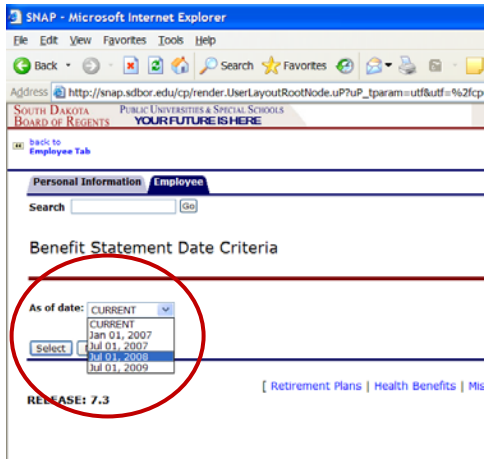 SNAP - Microsoft Internet Explorer
File Edit View Favorites Tools Help
Back Search Favorites
Address http://snap.sdbor.edu/cp/render.UserLayoutRootNode.uP?uP_tparam=utf&utf=%2fcp
SOUTH DAKOTA PUBLIC UNIVERSITIES & SPECIAL SCHOOLS
BOARD OF REGENTS YOUR FUTURE IS HERE
back to
Employee Tab
Personal Information Employee
Search Go
Benefit Statement Date Criteria
As of date: CURRENT
CURRENT
Jan 01, 2007
Select Jul 01, 2007
Jul 01, 2008
Jul 01, 2009
[ Retirement Plans | Health Benefits | Mis
RELEASE: 7.3